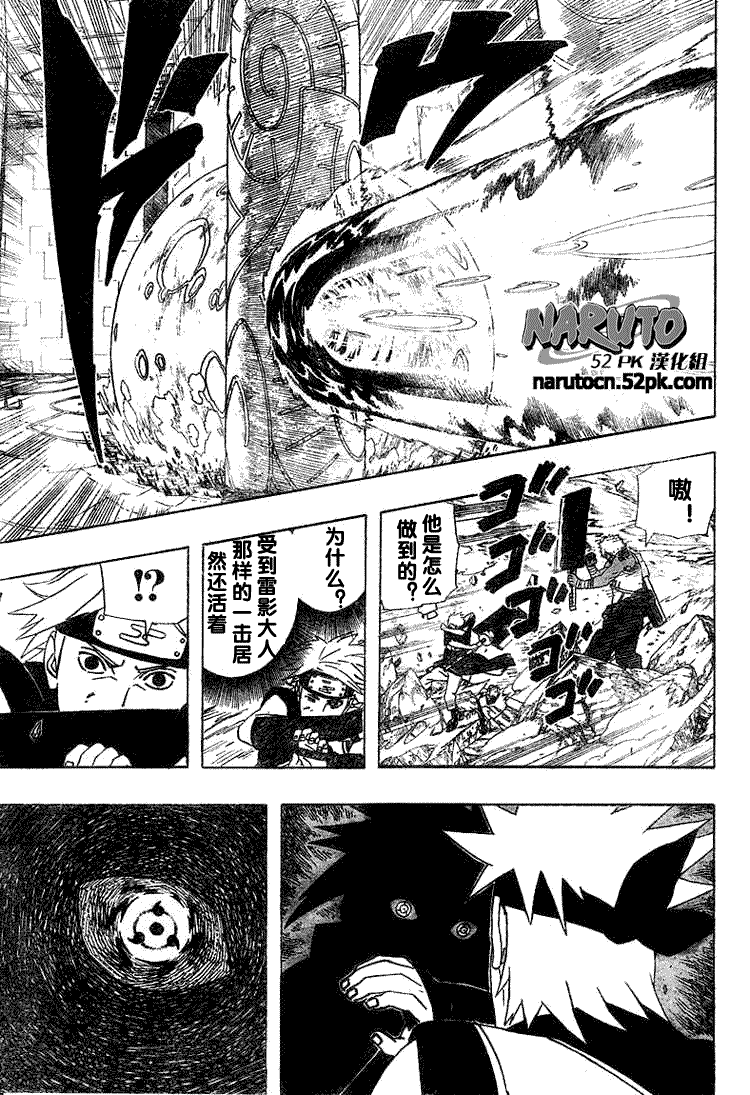 ドッ
NARUTO
52 PK 漢化組
narutocn.52pk.com
嗷!
他是怎么
做到的?
ゴゴゴ
ゴゴ
为什么?
受到雷影大人
那样的一击居
然还活着
!?